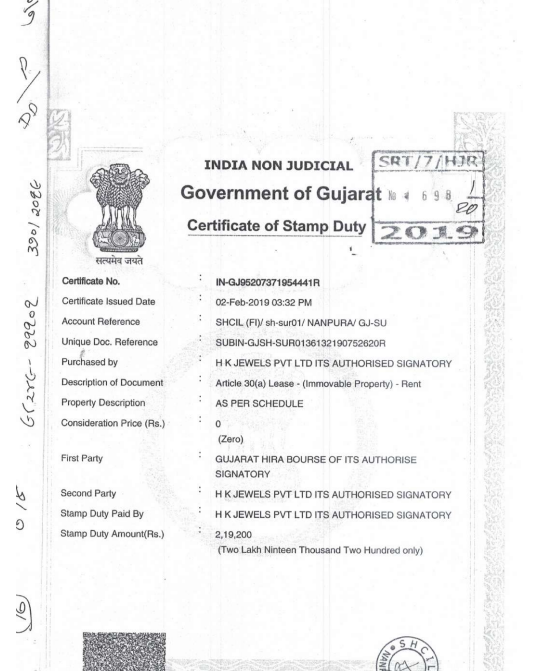 INDIA NON JUDICIAL
Government of Gujarat
Certificate of Stamp Duty
SRT/7/HJR
No 4 698 1/20
2019
सत्यमेव जयते
Certificate No. : IN-GJ95207371954441R
Certificate Issued Date : 02-Feb-2019 03:32 PM
Account Reference : SHCIL (FI)/ sh-sur01/ NANPURA/ GJ-SU
Unique Doc. Reference : SUBIN-GJSH-SUR0136132190752620R
Purchased by : H K JEWELS PVT LTD ITS AUTHORISED SIGNATORY
Description of Document : Article 30(a) Lease - (Immovable Property) - Rent
Property Description : AS PER SCHEDULE
Consideration Price (Rs.) : 0
(Zero)
First Party : GUJARAT HIRA BOURSE OF ITS AUTHORISE
SIGNATORY
Second Party : H K JEWELS PVT LTD ITS AUTHORISED SIGNATORY
Stamp Duty Paid By : H K JEWELS PVT LTD ITS AUTHORISED SIGNATORY
Stamp Duty Amount(Rs.) : 2,19,200
(Two Lakh Ninteen Thousand Two Hundred only)